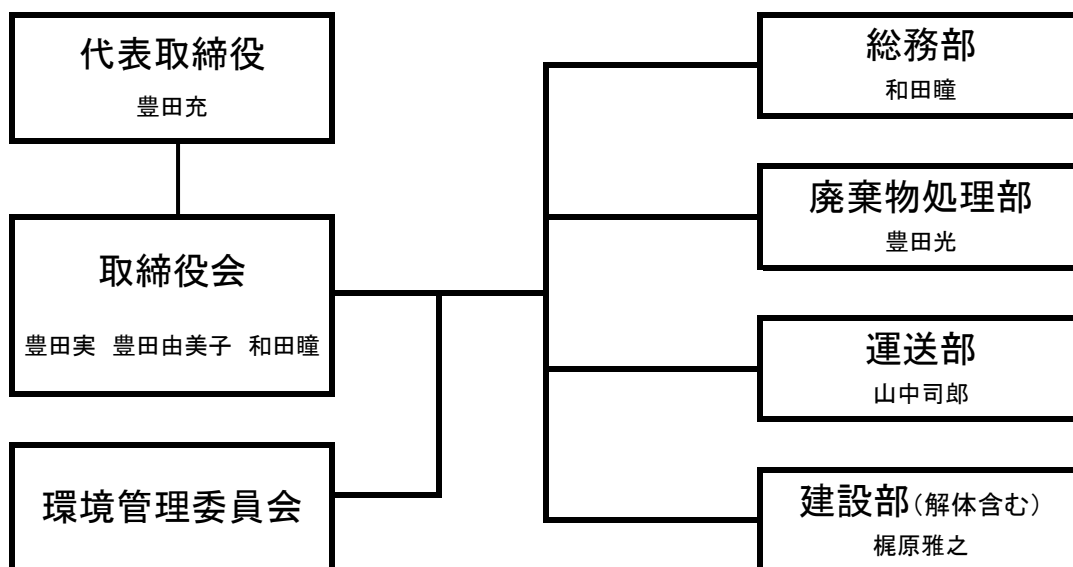 代表取締役
豊田充
取締役会
豊田実 豊田由美子 和田瞳
環境管理委員会
総務部
和田瞳
廃棄物処理部
豊田光
運送部
山中司郎
建設部(解体含む)
梶原雅之